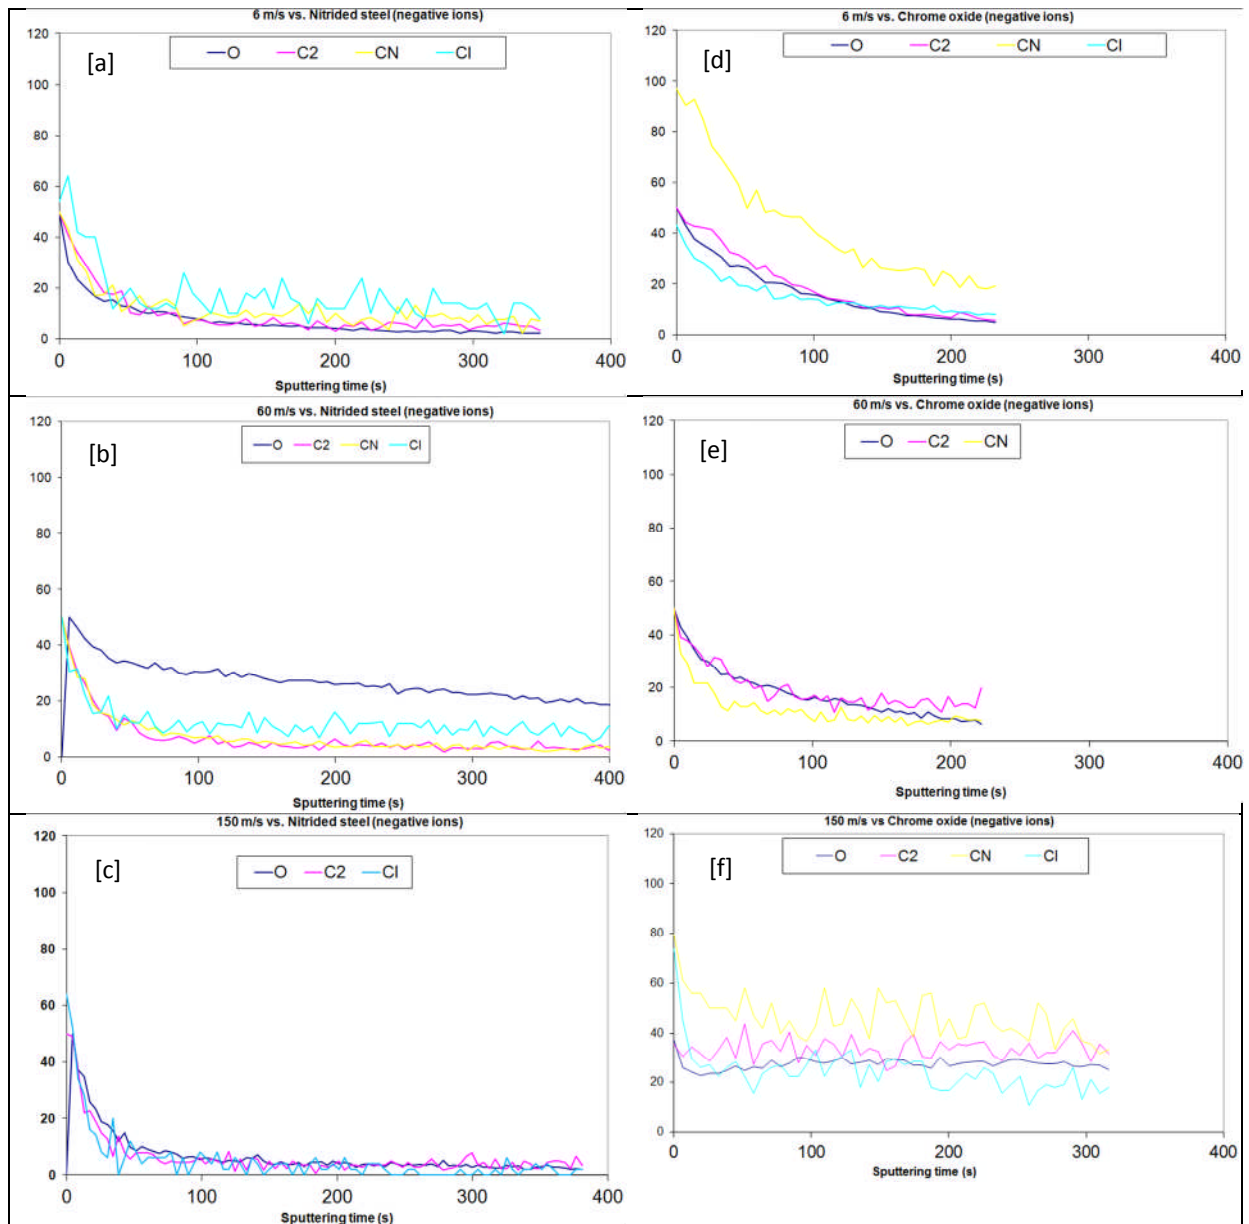 6 m/s vs. Nitrided steel (negative ions)
[a]
O C2 CN Cl
120
100
80
60
40
20
0
0 100 200 300 400
Sputtering time (s)
6 m/s vs. Chrome oxide (negative ions)
[d]
O C2 CN Cl
120
100
80
60
40
20
0
0 100 200 300 400
Sputtering time (s)
60 m/s vs. Nitrided steel (negative ions)
[b]
O C2 CN Cl
120
100
80
60
40
20
0
0 100 200 300 400
Sputtering time (s)
60 m/s vs. Chrome oxide (negative ions)
[e]
O C2 CN
120
100
80
60
40
20
0
0 100 200 300 400
Sputtering time (s)
150 m/s vs. Nitrided steel (negative ions)
[c]
O C2 Cl
120
100
80
60
40
20
0
0 100 200 300 400
Sputtering time (s)
150 m/s vs Chrome oxide (negative ions)
[f]
O C2 CN Cl
120
100
80
60
40
20
0
0 100 200 300 400
Sputtering time (s)